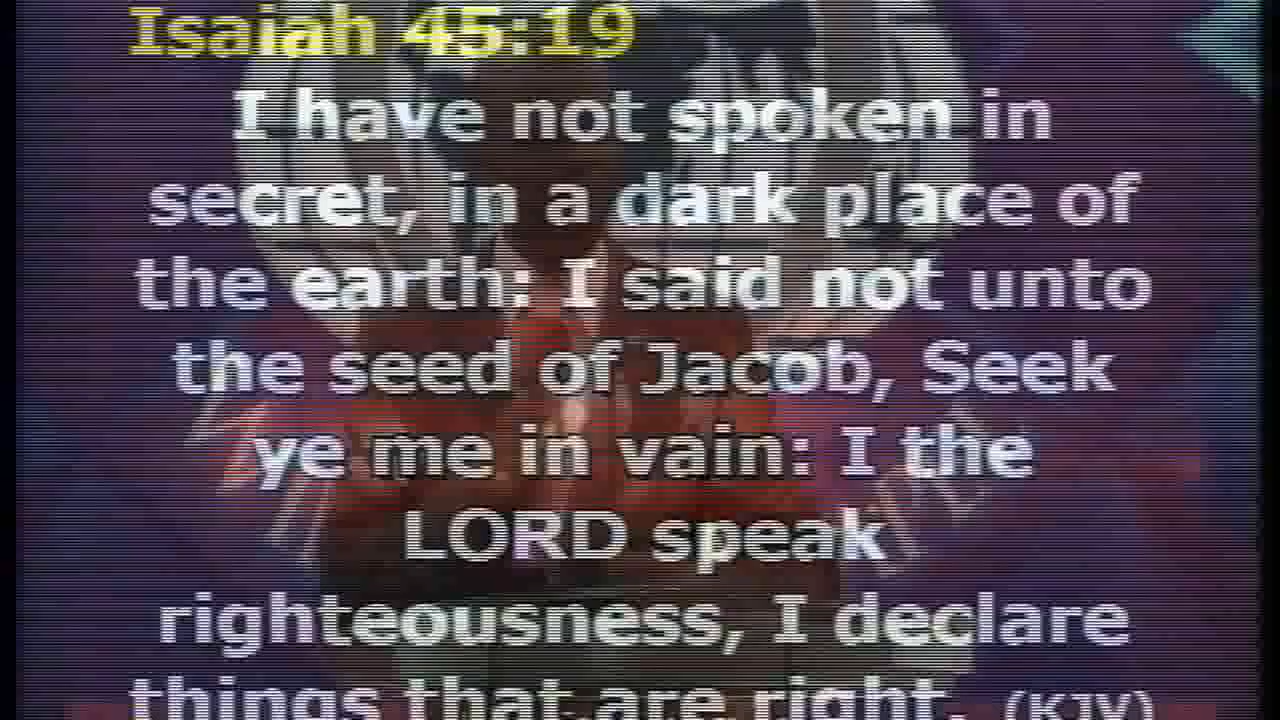 Isaiah 45:19
I have not spoken in
secret, in a dark place of
the earth: I said not unto
the seed of Jacob, Seek
ye me in vain: I the
LORD speak
righteousness, I declare
things that are right. (KJV)